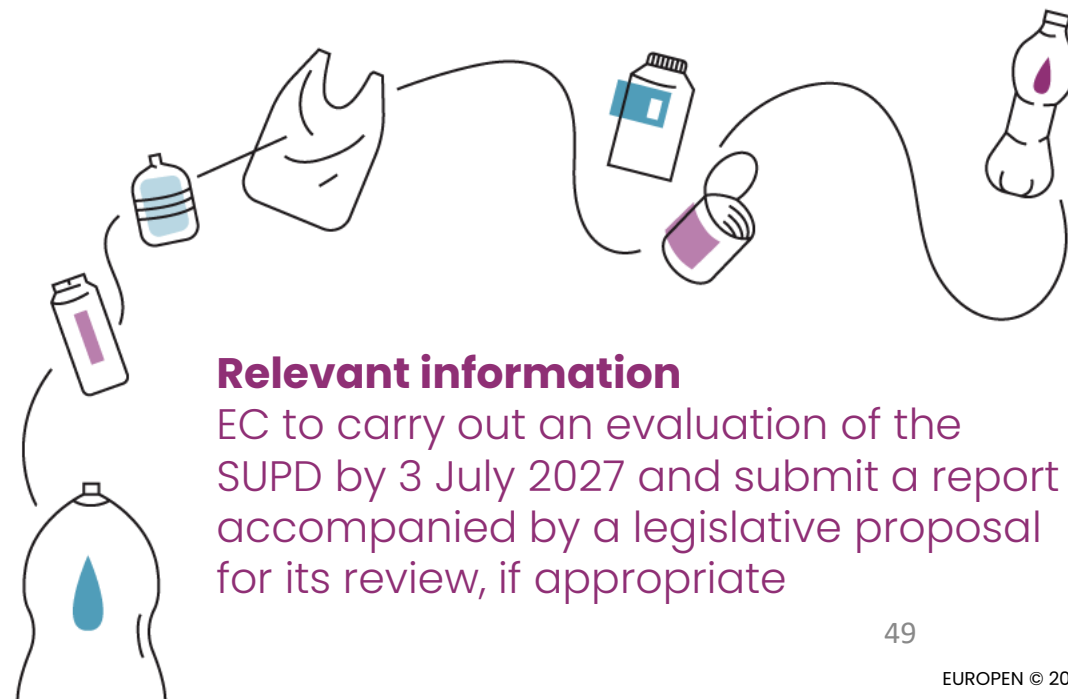 Relevant information
EC to carry out an evaluation of the
SUPD by 3 July 2027 and submit a report
accompanied by a legislative proposal
for its review, if appropriate
49
EUROPEN © 20